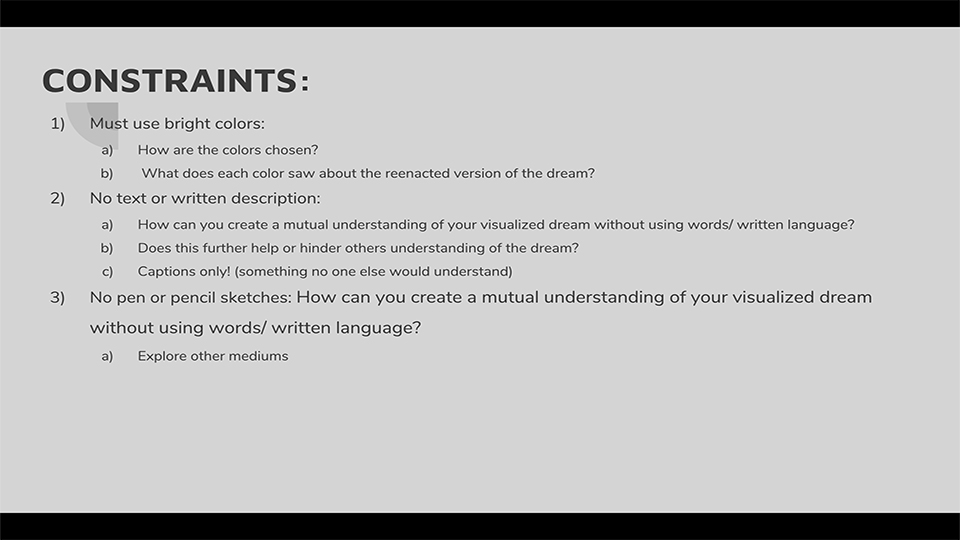 CONSTRAINTS:
1) Must use bright colors:
a) How are the colors chosen?
b) What does each color saw about the reenacted version of the dream?
2) No text or written description:
a) How can you create a mutual understanding of your visualized dream without using words/ written language?
b) Does this further help or hinder others understanding of the dream?
c) Captions only! (something no one else would understand)
3) No pen or pencil sketches: How can you create a mutual understanding of your visualized dream
without using words/ written language?
a) Explore other mediums